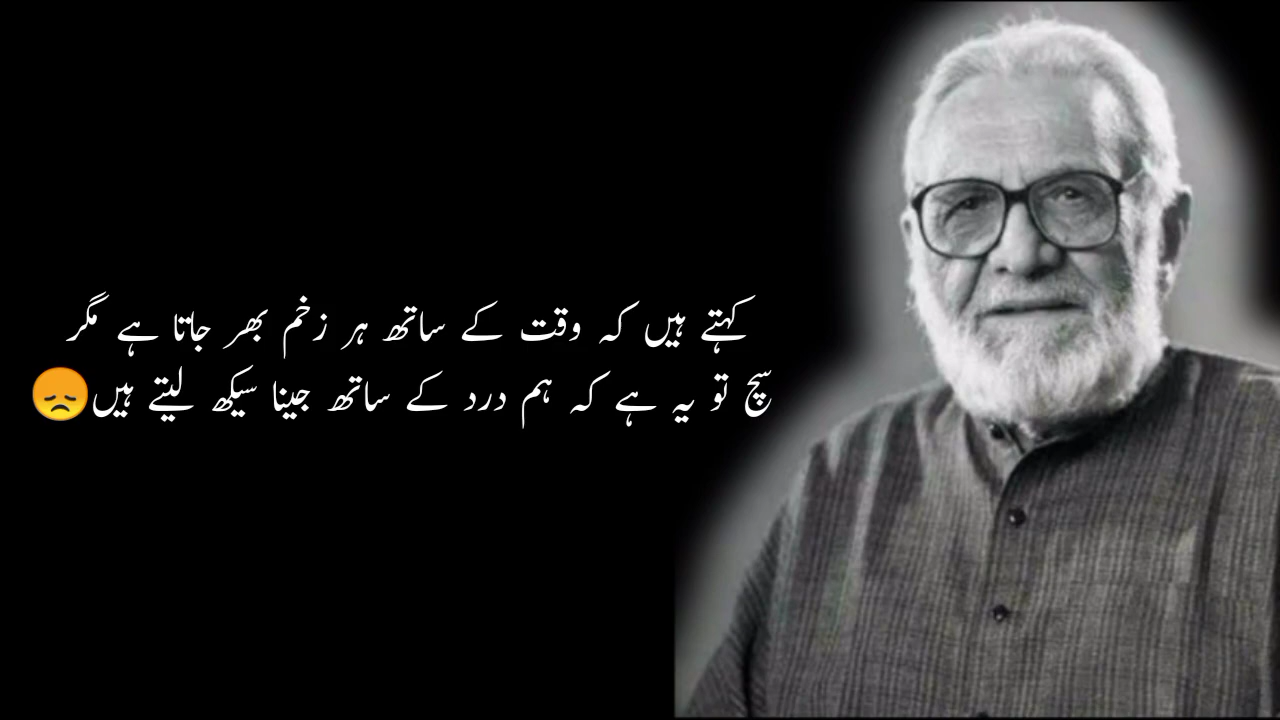 کہتے ہیں کہ وقت کے ساتھ ہر زخم بھر جاتا ہے مگر
سچ تو یہ ہے کہ ہم درد کے ساتھ جینا سیکھ لیتے ہیں😞